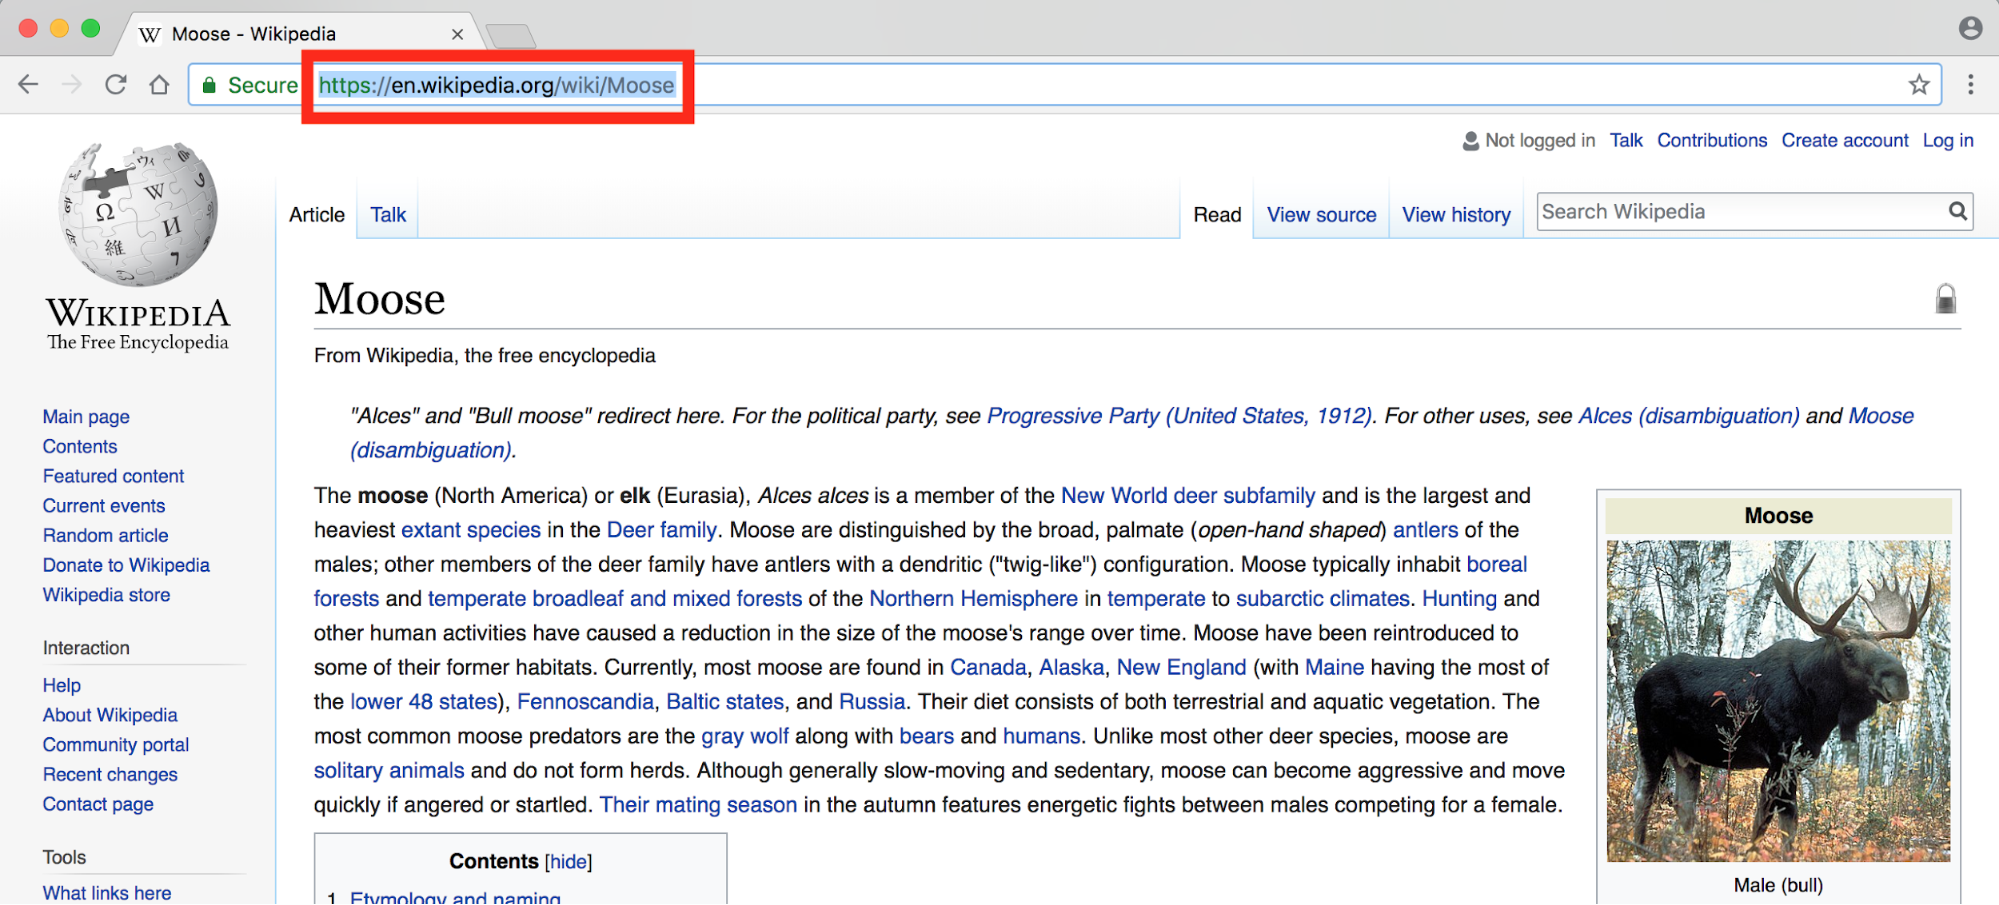 Moose - Wikipedia
Secure https://en.wikipedia.org/wiki/Moose
Not logged in Talk Contributions Create account Log in
Article Talk Read View source View history Search Wikipedia
WIKIPEDIA
The Free Encyclopedia
Moose
From Wikipedia, the free encyclopedia
"Alces" and "Bull moose" redirect here. For the political party, see Progressive Party (United States, 1912). For other uses, see Alces (disambiguation) and Moose
(disambiguation).
The moose (North America) or elk (Eurasia), Alces alces is a member of the New World deer subfamily and is the largest and
heaviest extant species in the Deer family. Moose are distinguished by the broad, palmate (open-hand shaped) antlers of the
males; other members of the deer family have antlers with a dendritic ("twig-like") configuration. Moose typically inhabit boreal
forests and temperate broadleaf and mixed forests of the Northern Hemisphere in temperate to subarctic climates. Hunting and
other human activities have caused a reduction in the size of the moose's range over time. Moose have been reintroduced to
some of their former habitats. Currently, most moose are found in Canada, Alaska, New England (with Maine having the most of
the lower 48 states), Fennoscandia, Baltic states, and Russia. Their diet consists of both terrestrial and aquatic vegetation. The
most common moose predators are the gray wolf along with bears and humans. Unlike most other deer species, moose are
solitary animals and do not form herds. Although generally slow-moving and sedentary, moose can become aggressive and move
quickly if angered or startled. Their mating season in the autumn features energetic fights between males competing for a female.
Contents [hide]
1 Etymology and naming
Moose
Male (bull)
Main page
Contents
Featured content
Current events
Random article
Donate to Wikipedia
Wikipedia store
Interaction
Help
About Wikipedia
Community portal
Recent changes
Contact page
Tools
What links here